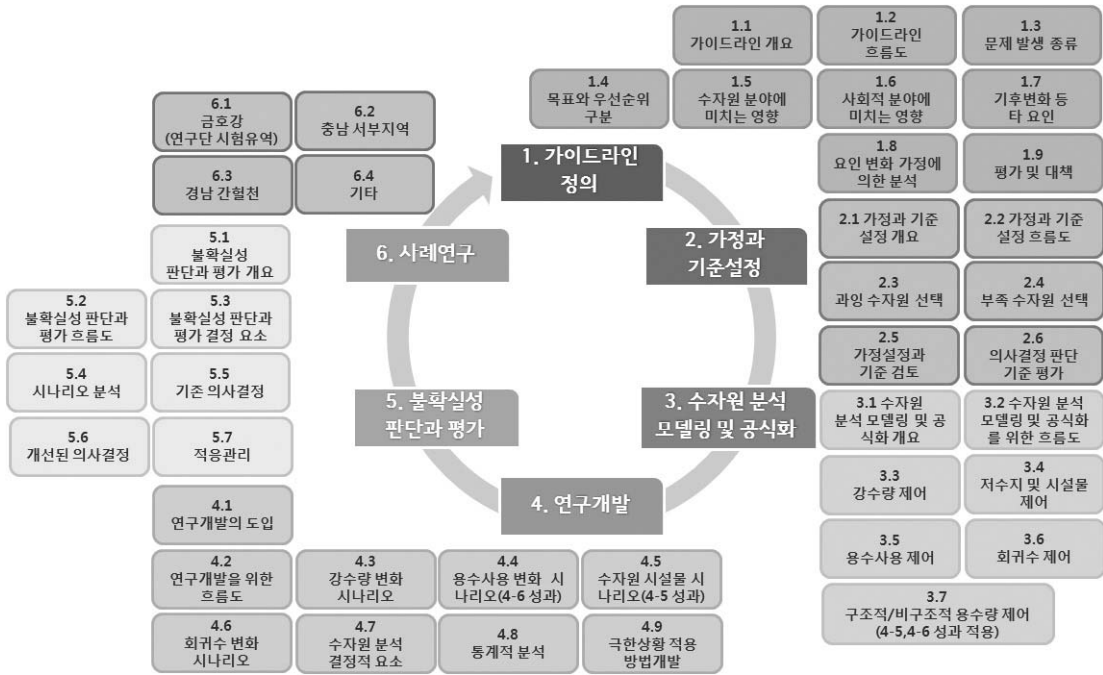 1.1
가이드라인 개요
1.2
가이드라인
흐름도
1.3
문제 발생 종류
1.4
목표와 우선순위
구분
1.5
수자원 분야에
미치는 영향
1.6
사회적 분야에
미치는 영향
1.7
기후변화 등
타 요인
1.8
요인 변화 가정에
의한 분석
1.9
평가 및 대책
1. 가이드라인
정의
2. 가정과
기준설정
2.1 가정과 기준
설정 개요
2.2 가정과 기준
설정 흐름도
2.3
과잉 수자원 선택
2.4
부족 수자원 선택
2.5
가정설정과
기준 검토
2.6
의사결정 판단
기준 평가
3. 수자원 분석
모델링 및 공식화
3.1 수자원
분석 모델링 및 공
식화 개요
3.2 수자원 분석
모델링 및 공식화
를 위한 흐름도
3.3
강수량 제어
3.4
저수지 및 시설물
제어
3.5
용수사용 제어
3.6
회귀수 제어
3.7
구조적/비구조적 용수량 제어
(4-5,4-6 성과 적용)
4. 연구개발
4.1
연구개발의 도입
4.2
연구개발을 위한
흐름도
4.3
강수량 변화
시나리오
4.4
용수사용 변화 시
나리오(4-6 성과)
4.5
수자원 시설물 시
나리오(4-5 성과)
4.6
회귀수 변화
시나리오
4.7
수자원 분석
결정적 요소
4.8
통계적 분석
4.9
극한상황 적용
방법개발
5. 불확실성
판단과 평가
5.1
불확실성
판단과 평가 개요
5.2
불확실성 판단과
평가 흐름도
5.3
불확실성 판단과
평가 결정 요소
5.4
시나리오 분석
5.5
기존 의사결정
5.6
개선된 의사결정
5.7
적응관리
6. 사례연구
6.1
금호강
(연구단 시험유역)
6.2
충남 서부지역
6.3
경남 간헐천
6.4
기타